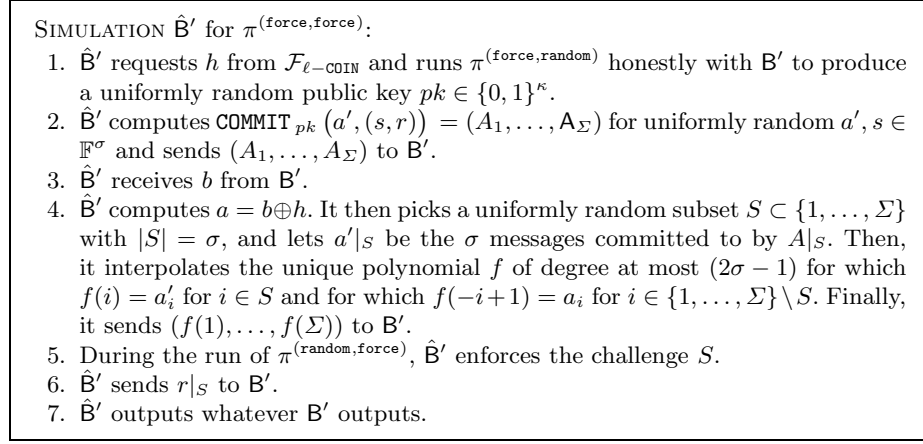 SIMULATION B̂′ for π^(force,force):
1. B̂′ requests h from F_ℓ−COIN and runs π^(force,random) honestly with B′ to produce
a uniformly random public key pk ∈ {0, 1}^κ.
2. B̂′ computes COMMIT_pk (a′, (s, r)) = (A_1, . . . , A_Σ) for uniformly random a′, s ∈
𝔽^σ and sends (A_1, . . . , A_Σ) to B′.
3. B̂′ receives b from B′.
4. B̂′ computes a = b⊕h. It then picks a uniformly random subset S ⊂ {1, . . . , Σ}
with |S| = σ, and lets a′|_S be the σ messages committed to by A|_S. Then,
it interpolates the unique polynomial f of degree at most (2σ − 1) for which
f(i) = a′_i for i ∈ S and for which f(−i+1) = a_i for i ∈ {1, . . . , Σ}\S. Finally,
it sends (f(1), . . . , f(Σ)) to B′.
5. During the run of π^(random,force), B̂′ enforces the challenge S.
6. B̂′ sends r|_S to B′.
7. B̂′ outputs whatever B′ outputs.